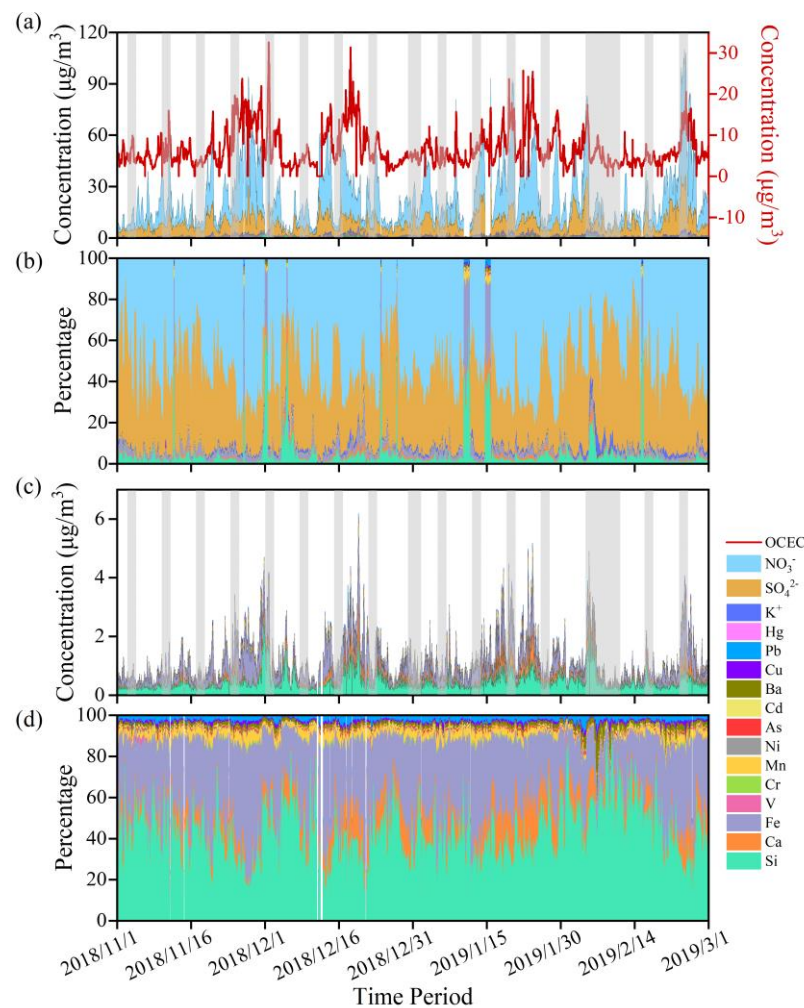 (a)
Concentration (μg/m³)
120
90
60
30
0
30
20
10
0
-10
Concentration (μg/m³)
(b)
Percentage
100
80
60
40
20
0
(c)
Concentration (μg/m³)
6
4
2
0
(d)
Percentage
100
80
60
40
20
0
OCEC
NO₃⁻
SO₄²⁻
K⁺
Hg
Pb
Cu
Ba
Cd
As
Ni
Mn
Cr
V
Fe
Ca
Si
2018/11/1
2018/11/16
2018/12/1
2018/12/16
2018/12/31
2019/1/15
2019/1/30
2019/2/14
2019/3/1
Time Period